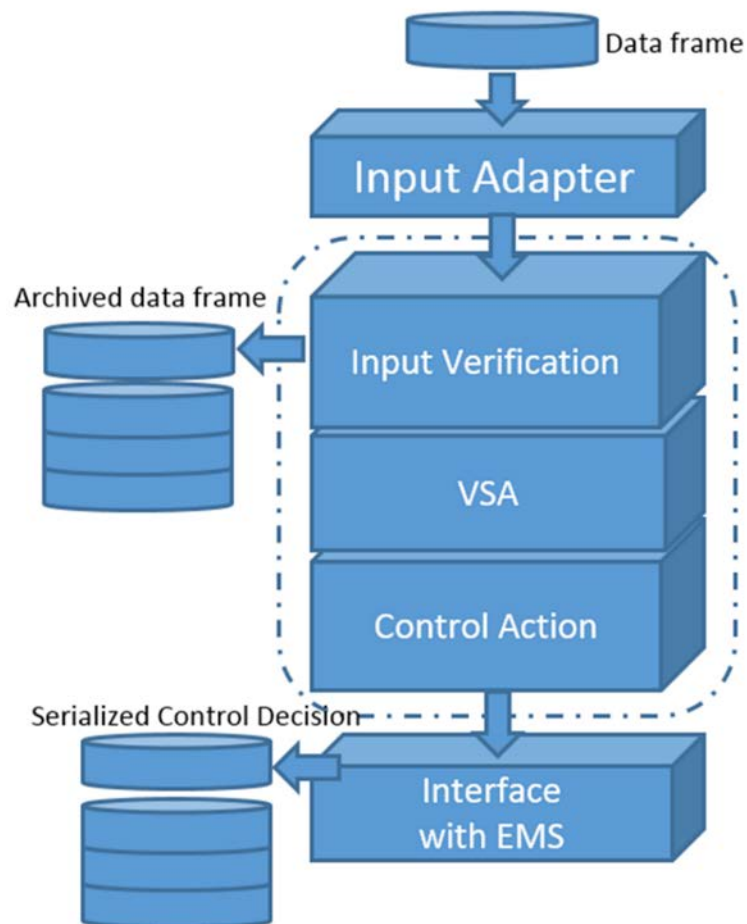 Data frame
Input Adapter
Archived data frame
Input Verification
VSA
Control Action
Serialized Control Decision
Interface
with EMS